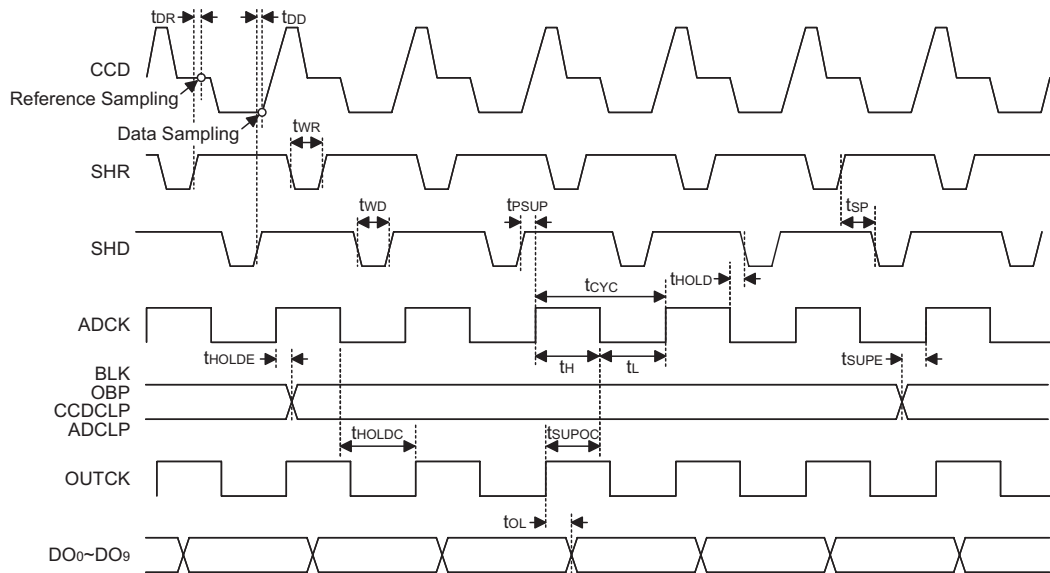 tDR
tDD
CCD
Reference Sampling
Data Sampling
tWR
SHR
tWD
tPSUP
tSP
SHD
tHOLD
tCYC
ADCK
tHOLDE
tH
tL
tSUPE
BLK
OBP
CCDCLP
ADCLP
tHOLDC
tSUPOC
OUTCK
tOL
DO0~DO9